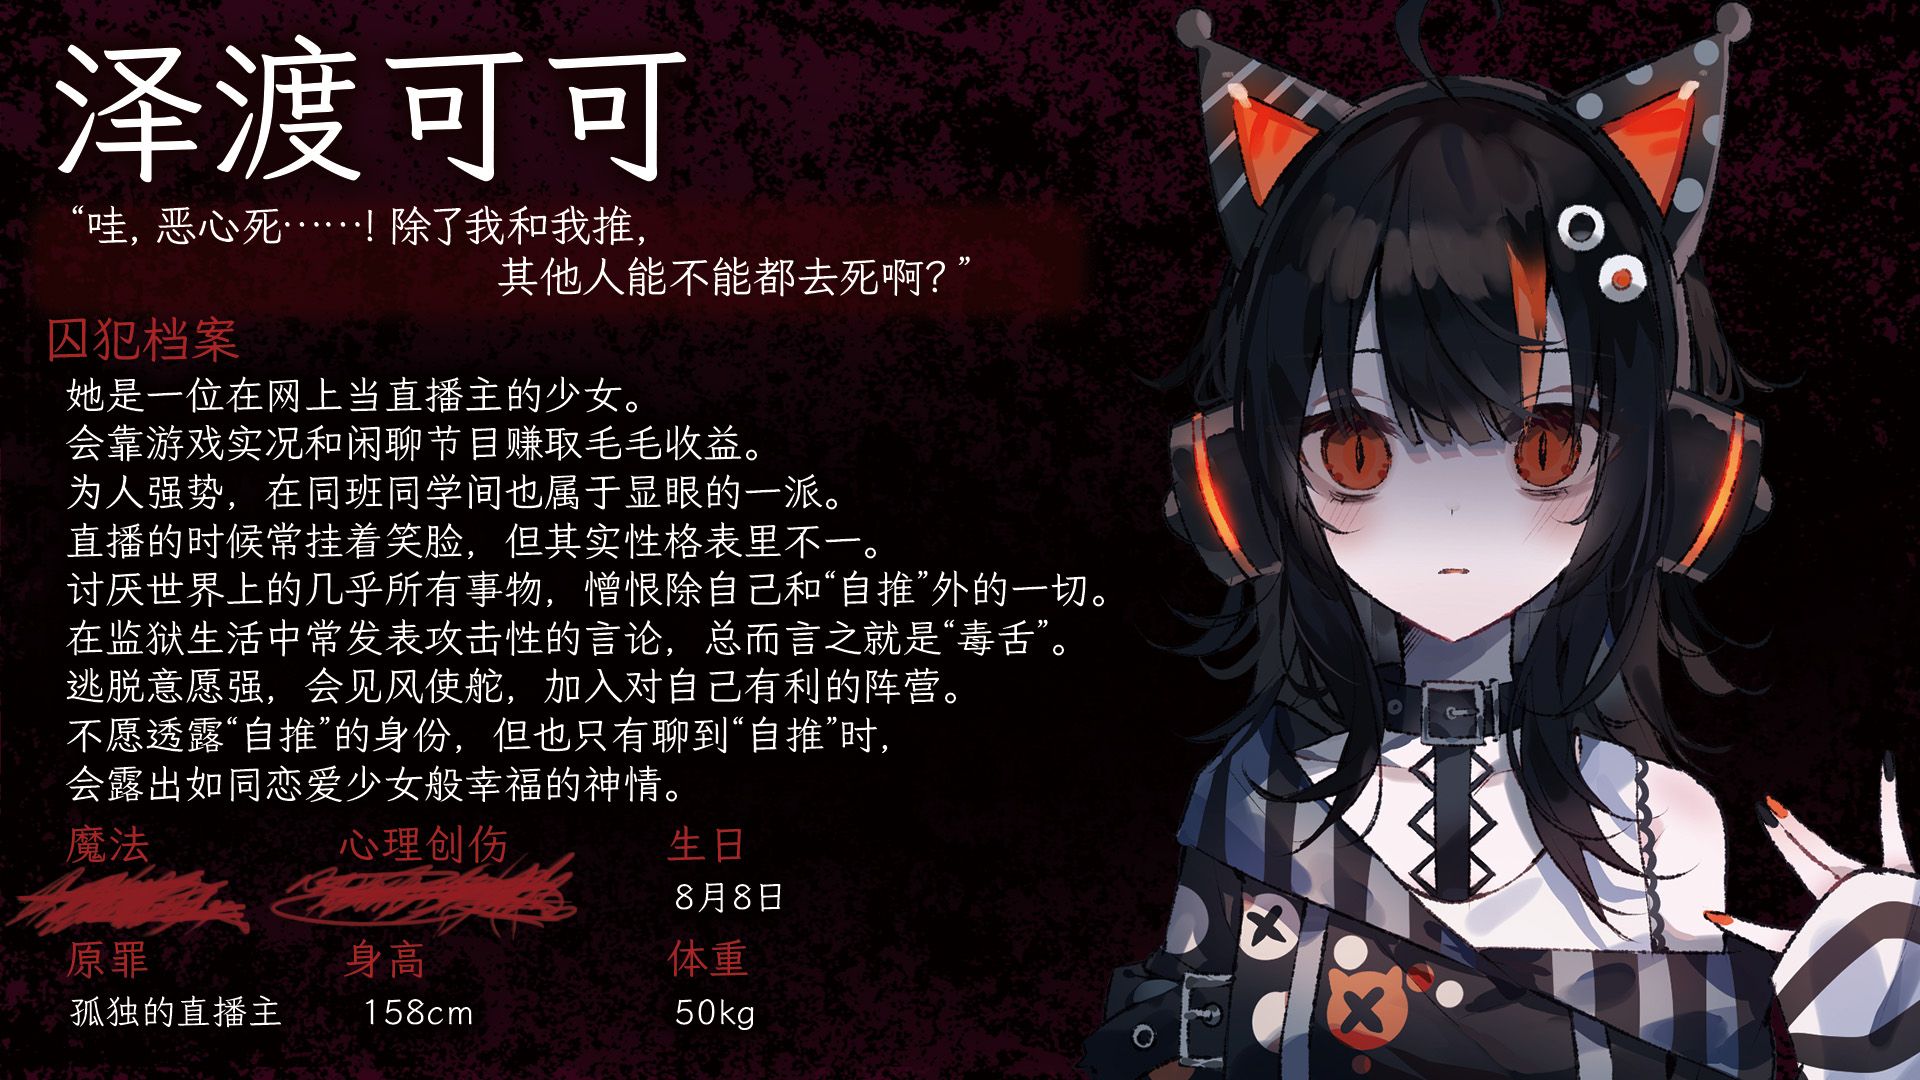 泽渡可可
“哇，恶心死……！除了我和我推，
其他人能不能都去死啊？”
囚犯档案
她是一位在网上当直播主的少女。
会靠游戏实况和闲聊节目赚取毛毛收益。
为人强势，在同班同学间也属于显眼的一派。
直播的时候常挂着笑脸，但其实性格表里不一。
讨厌世界上的几乎所有事物，憎恨除自己和“自推”外的一切。
在监狱生活中常发表攻击性的言论，总而言之就是“毒舌”。
逃脱意愿强，会见风使舵，加入对自己有利的阵营。
不愿透露“自推”的身份，但也只有聊到“自推”时，
会露出如同恋爱少女般幸福的神情。
魔法 心理创伤 生日
8月8日
原罪 身高 体重
孤独的直播主 158cm 50kg